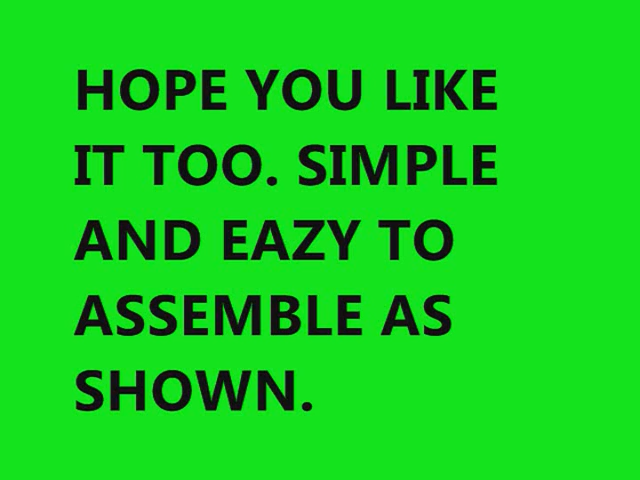 HOPE YOU LIKE
IT TOO. SIMPLE
AND EAZY TO
ASSEMBLE AS
SHOWN.